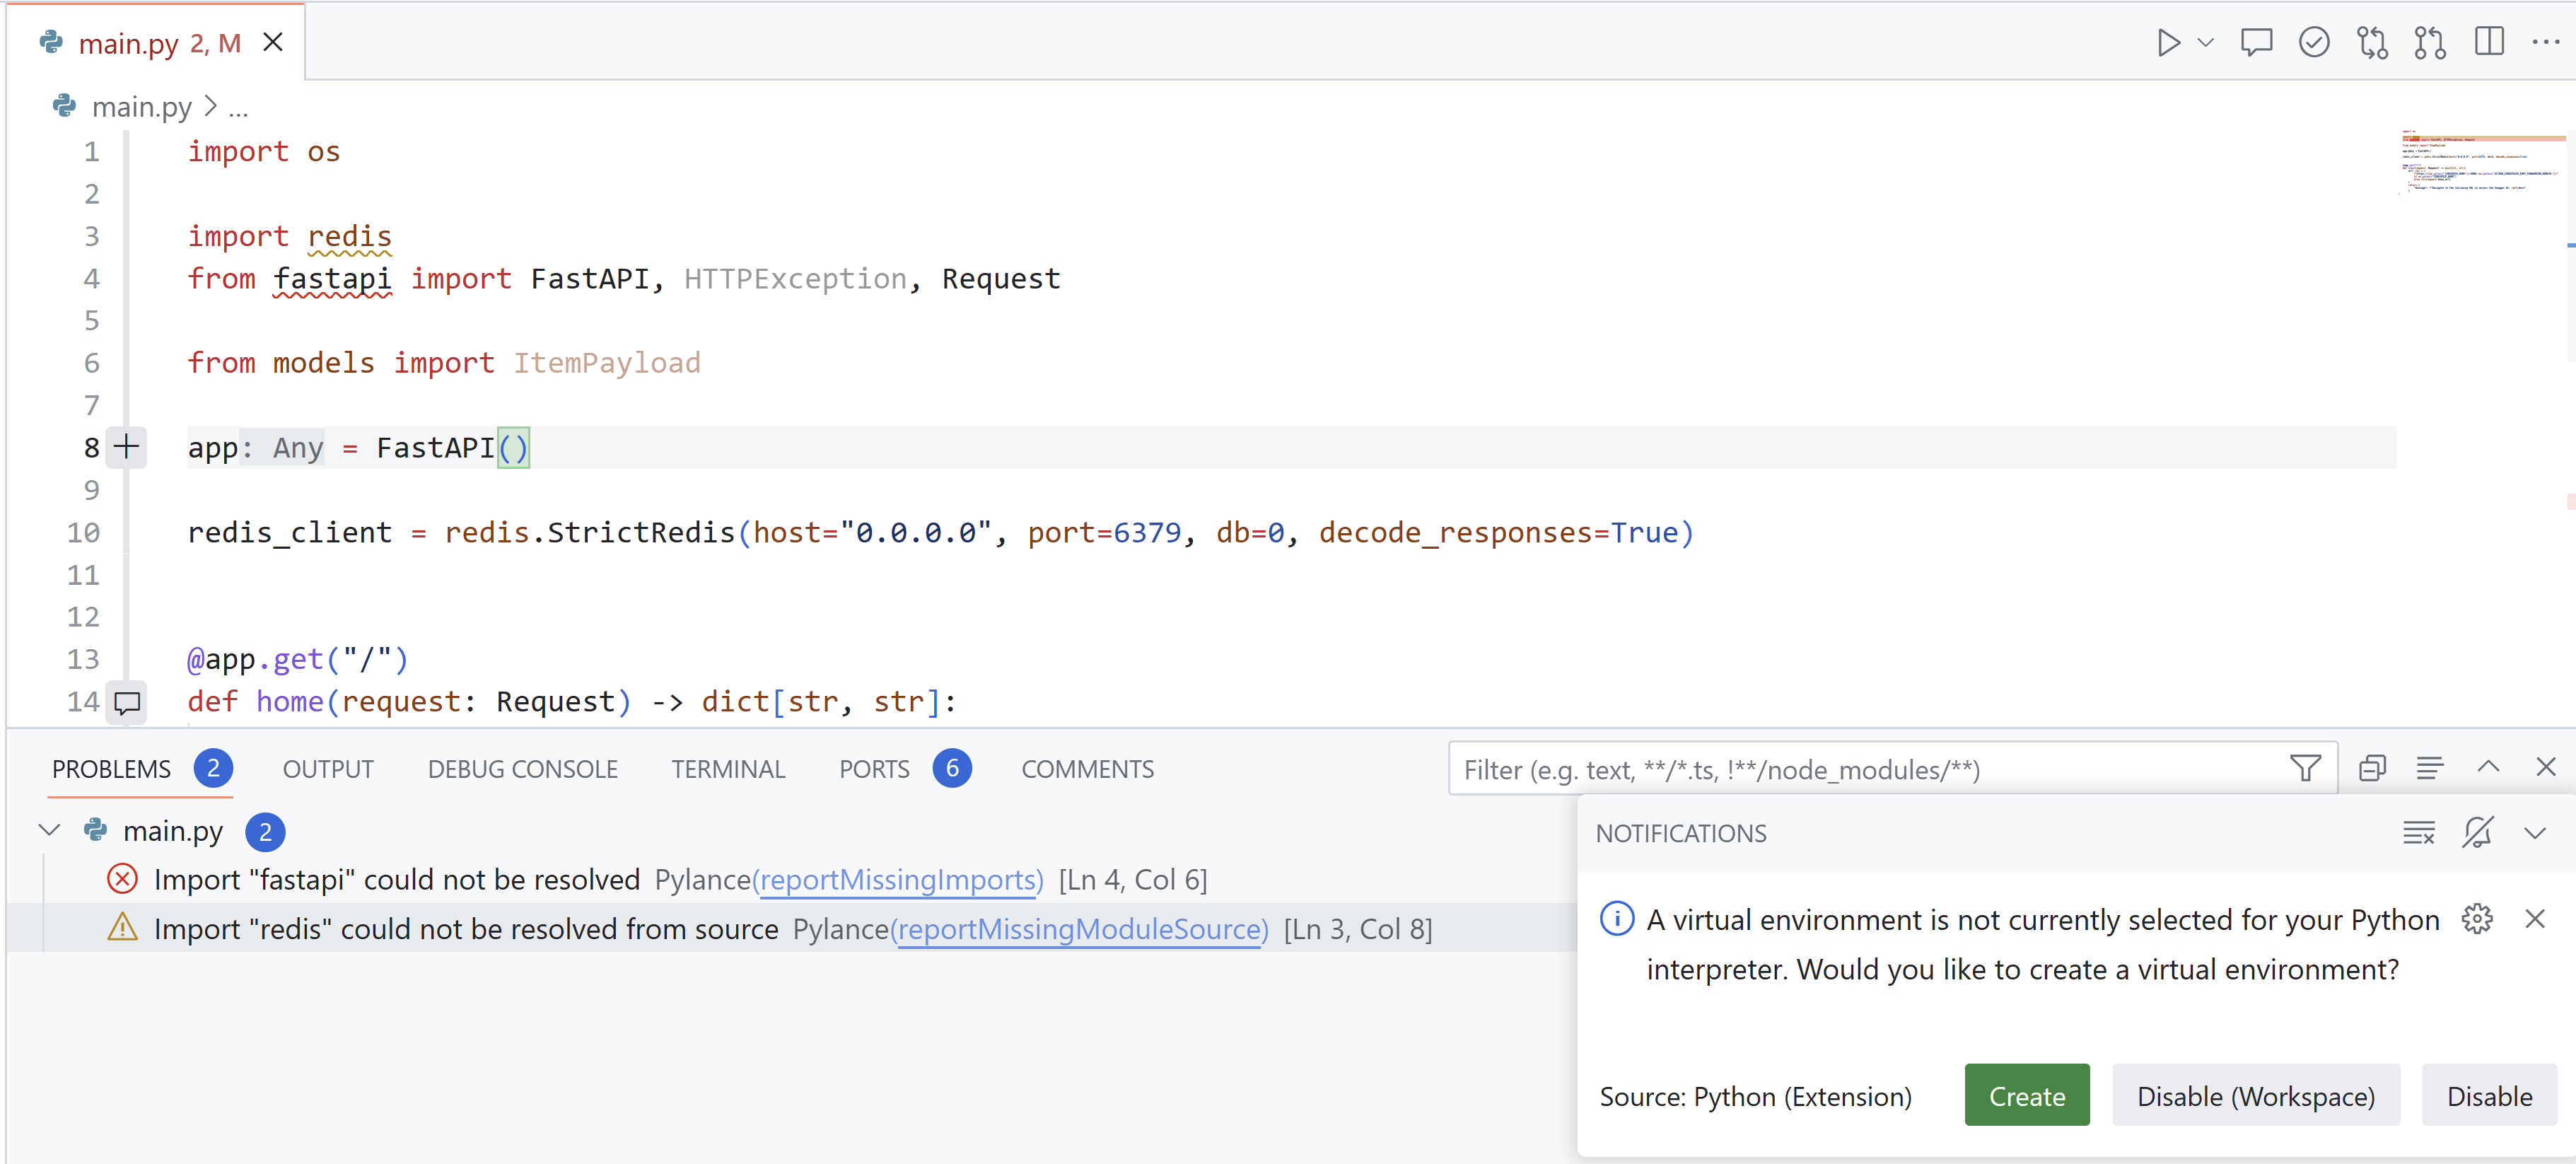 main.py 2, M
main.py > ...
1 import os
2
3 import redis
4 from fastapi import FastAPI, HTTPException, Request
5
6 from models import ItemPayload
7
8 app: Any = FastAPI()
9
10 redis_client = redis.StrictRedis(host="0.0.0.0", port=6379, db=0, decode_responses=True)
11
12
13 @app.get("/")
14 def home(request: Request) -> dict[str, str]:
PROBLEMS 2 OUTPUT DEBUG CONSOLE TERMINAL PORTS 6 COMMENTS Filter (e.g. text, **/*.ts, !**/node_modules/**)
main.py 2
Import "fastapi" could not be resolved Pylance(reportMissingImports) [Ln 4, Col 6]
Import "redis" could not be resolved from source Pylance(reportMissingModuleSource) [Ln 3, Col 8]
NOTIFICATIONS
A virtual environment is not currently selected for your Python
interpreter. Would you like to create a virtual environment?
Source: Python (Extension) Create Disable (Workspace) Disable